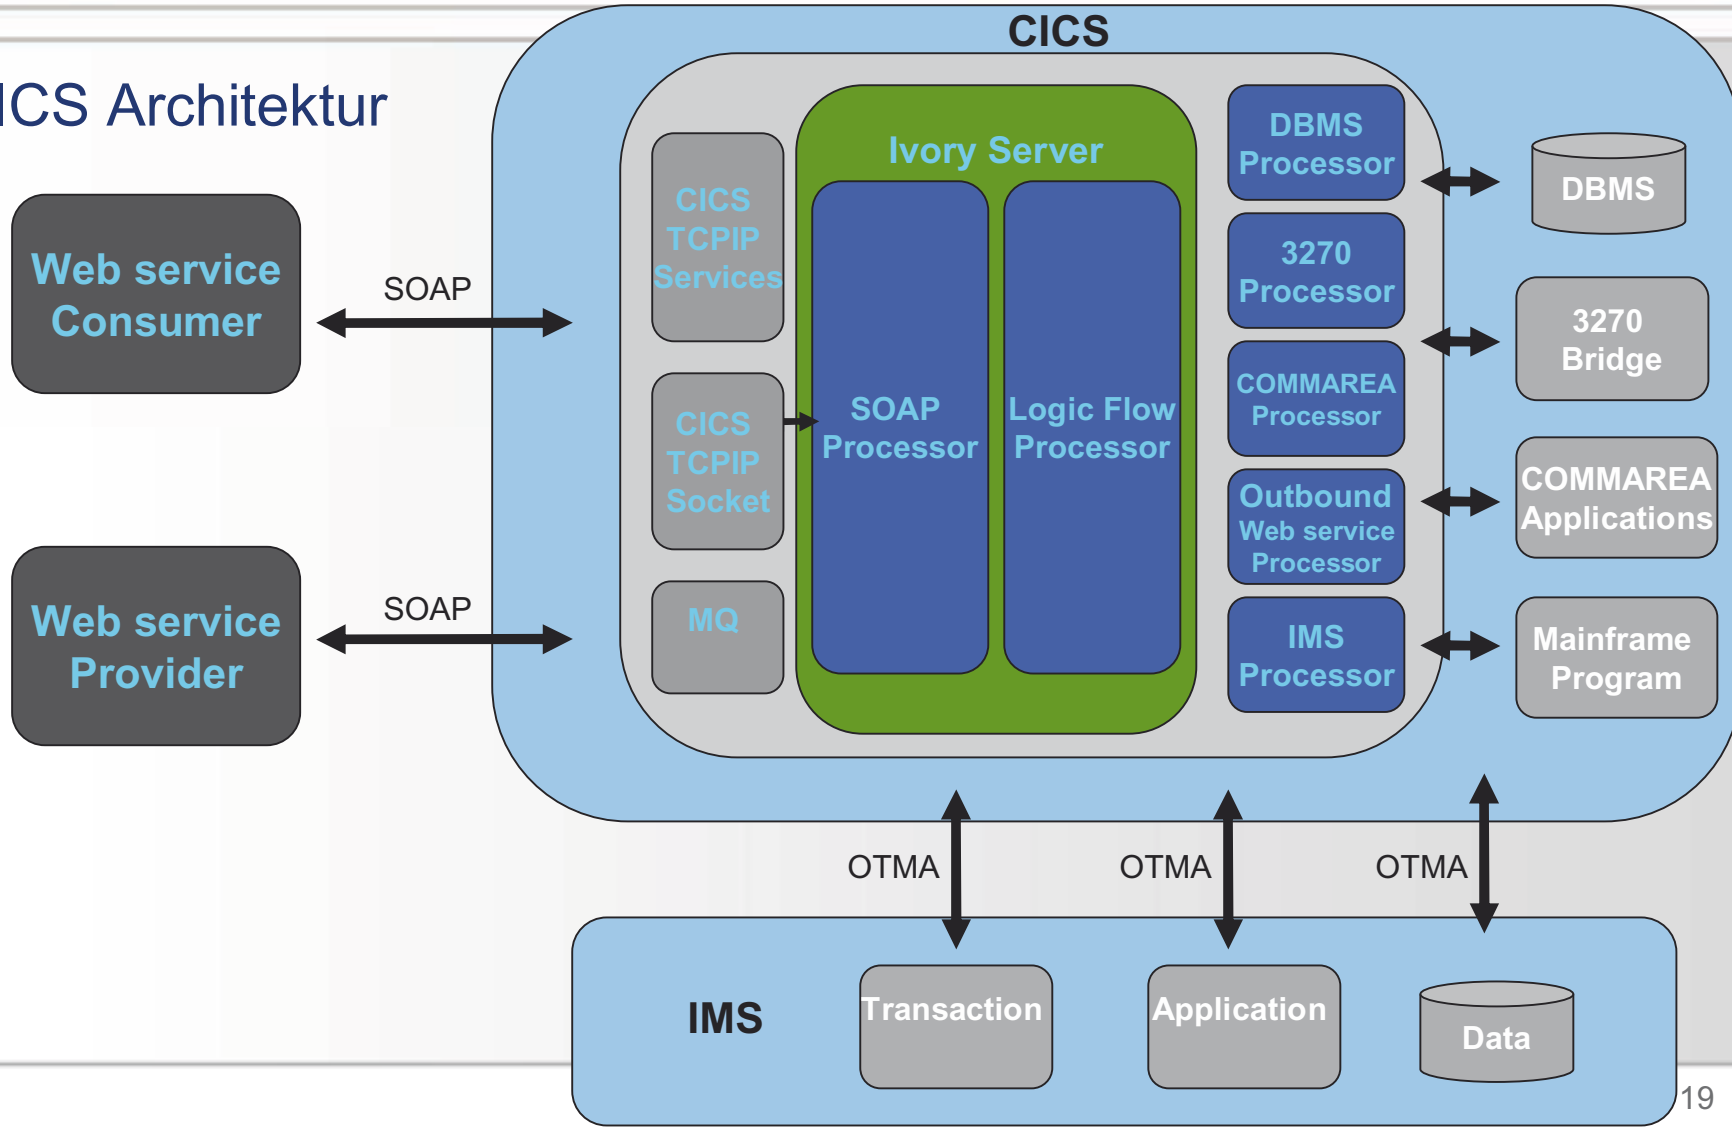 CICS
ICS Architektur
Web service
Consumer
SOAP
Web service
Provider
SOAP
CICS
TCPIP
Services
CICS
TCPIP
Socket
MQ
Ivory Server
SOAP
Processor
Logic Flow
Processor
DBMS
Processor
3270
Processor
COMMAREA
Processor
Outbound
Web service
Processor
IMS
Processor
DBMS
3270
Bridge
COMMAREA
Applications
Mainframe
Program
OTMA
OTMA
OTMA
IMS
Transaction
Application
Data
19